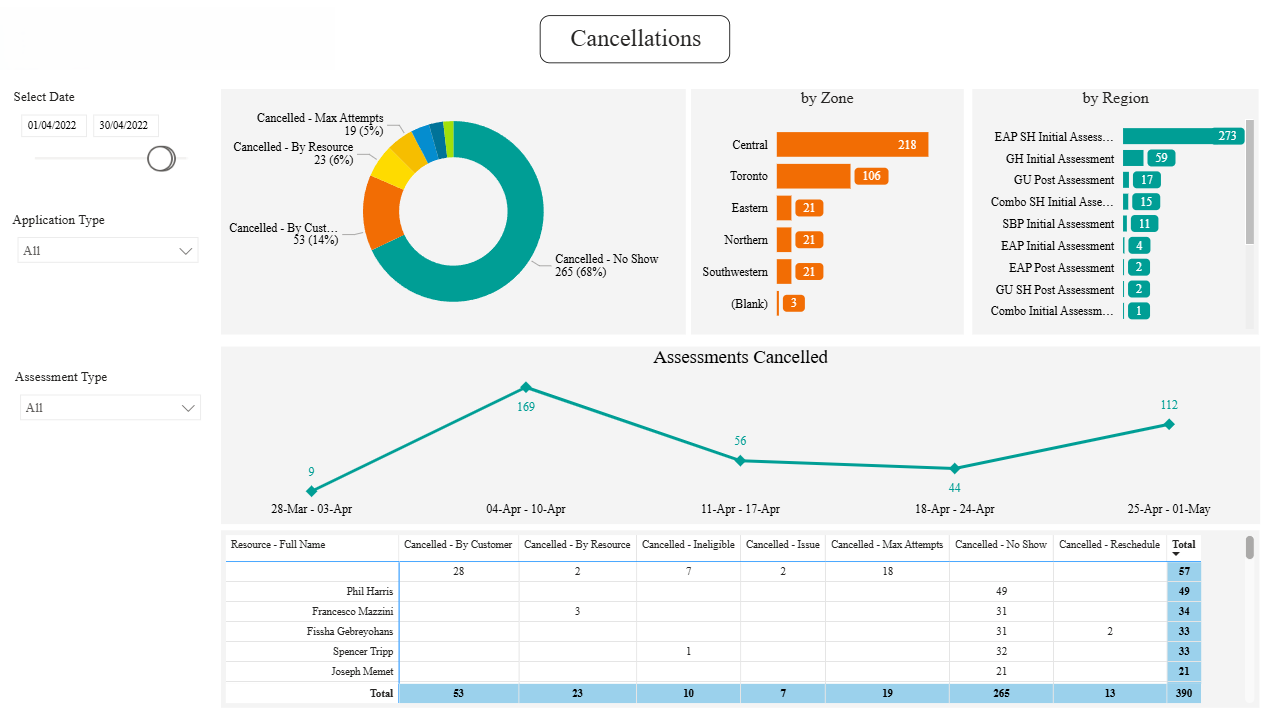 Cancellations
Select Date
01/04/2022 30/04/2022
Application Type
All
Assessment Type
All
Cancelled - Max Attempts
19 (5%)
Cancelled - By Resource
23 (6%)
Cancelled - By Cust…
53 (14%)
Cancelled - No Show
265 (68%)
by Zone
Central 218
Toronto 106
Eastern 21
Northern 21
Southwestern 21
(Blank) 3
by Region
EAP SH Initial Assess… 273
GH Initial Assessment 59
GU Post Assessment 17
Combo SH Initial Asse… 15
SBP Initial Assessment 11
EAP Initial Assessment 4
EAP Post Assessment 2
GU SH Post Assessment 2
Combo Initial Assessm… 1
Assessments Cancelled
9 169 56 44 112
28-Mar - 03-Apr 04-Apr - 10-Apr 11-Apr - 17-Apr 18-Apr - 24-Apr 25-Apr - 01-May
Resource - Full Name Cancelled - By Customer Cancelled - By Resource Cancelled - Ineligible Cancelled - Issue Cancelled - Max Attempts Cancelled - No Show Cancelled - Reschedule Total
28 2 7 2 18 57
Phil Harris 49 49
Francesco Mazzini 3 31 34
Fissha Gebreyohans 31 2 33
Spencer Tripp 1 32 33
Joseph Memet 21 21
Total 53 23 10 7 19 265 13 390